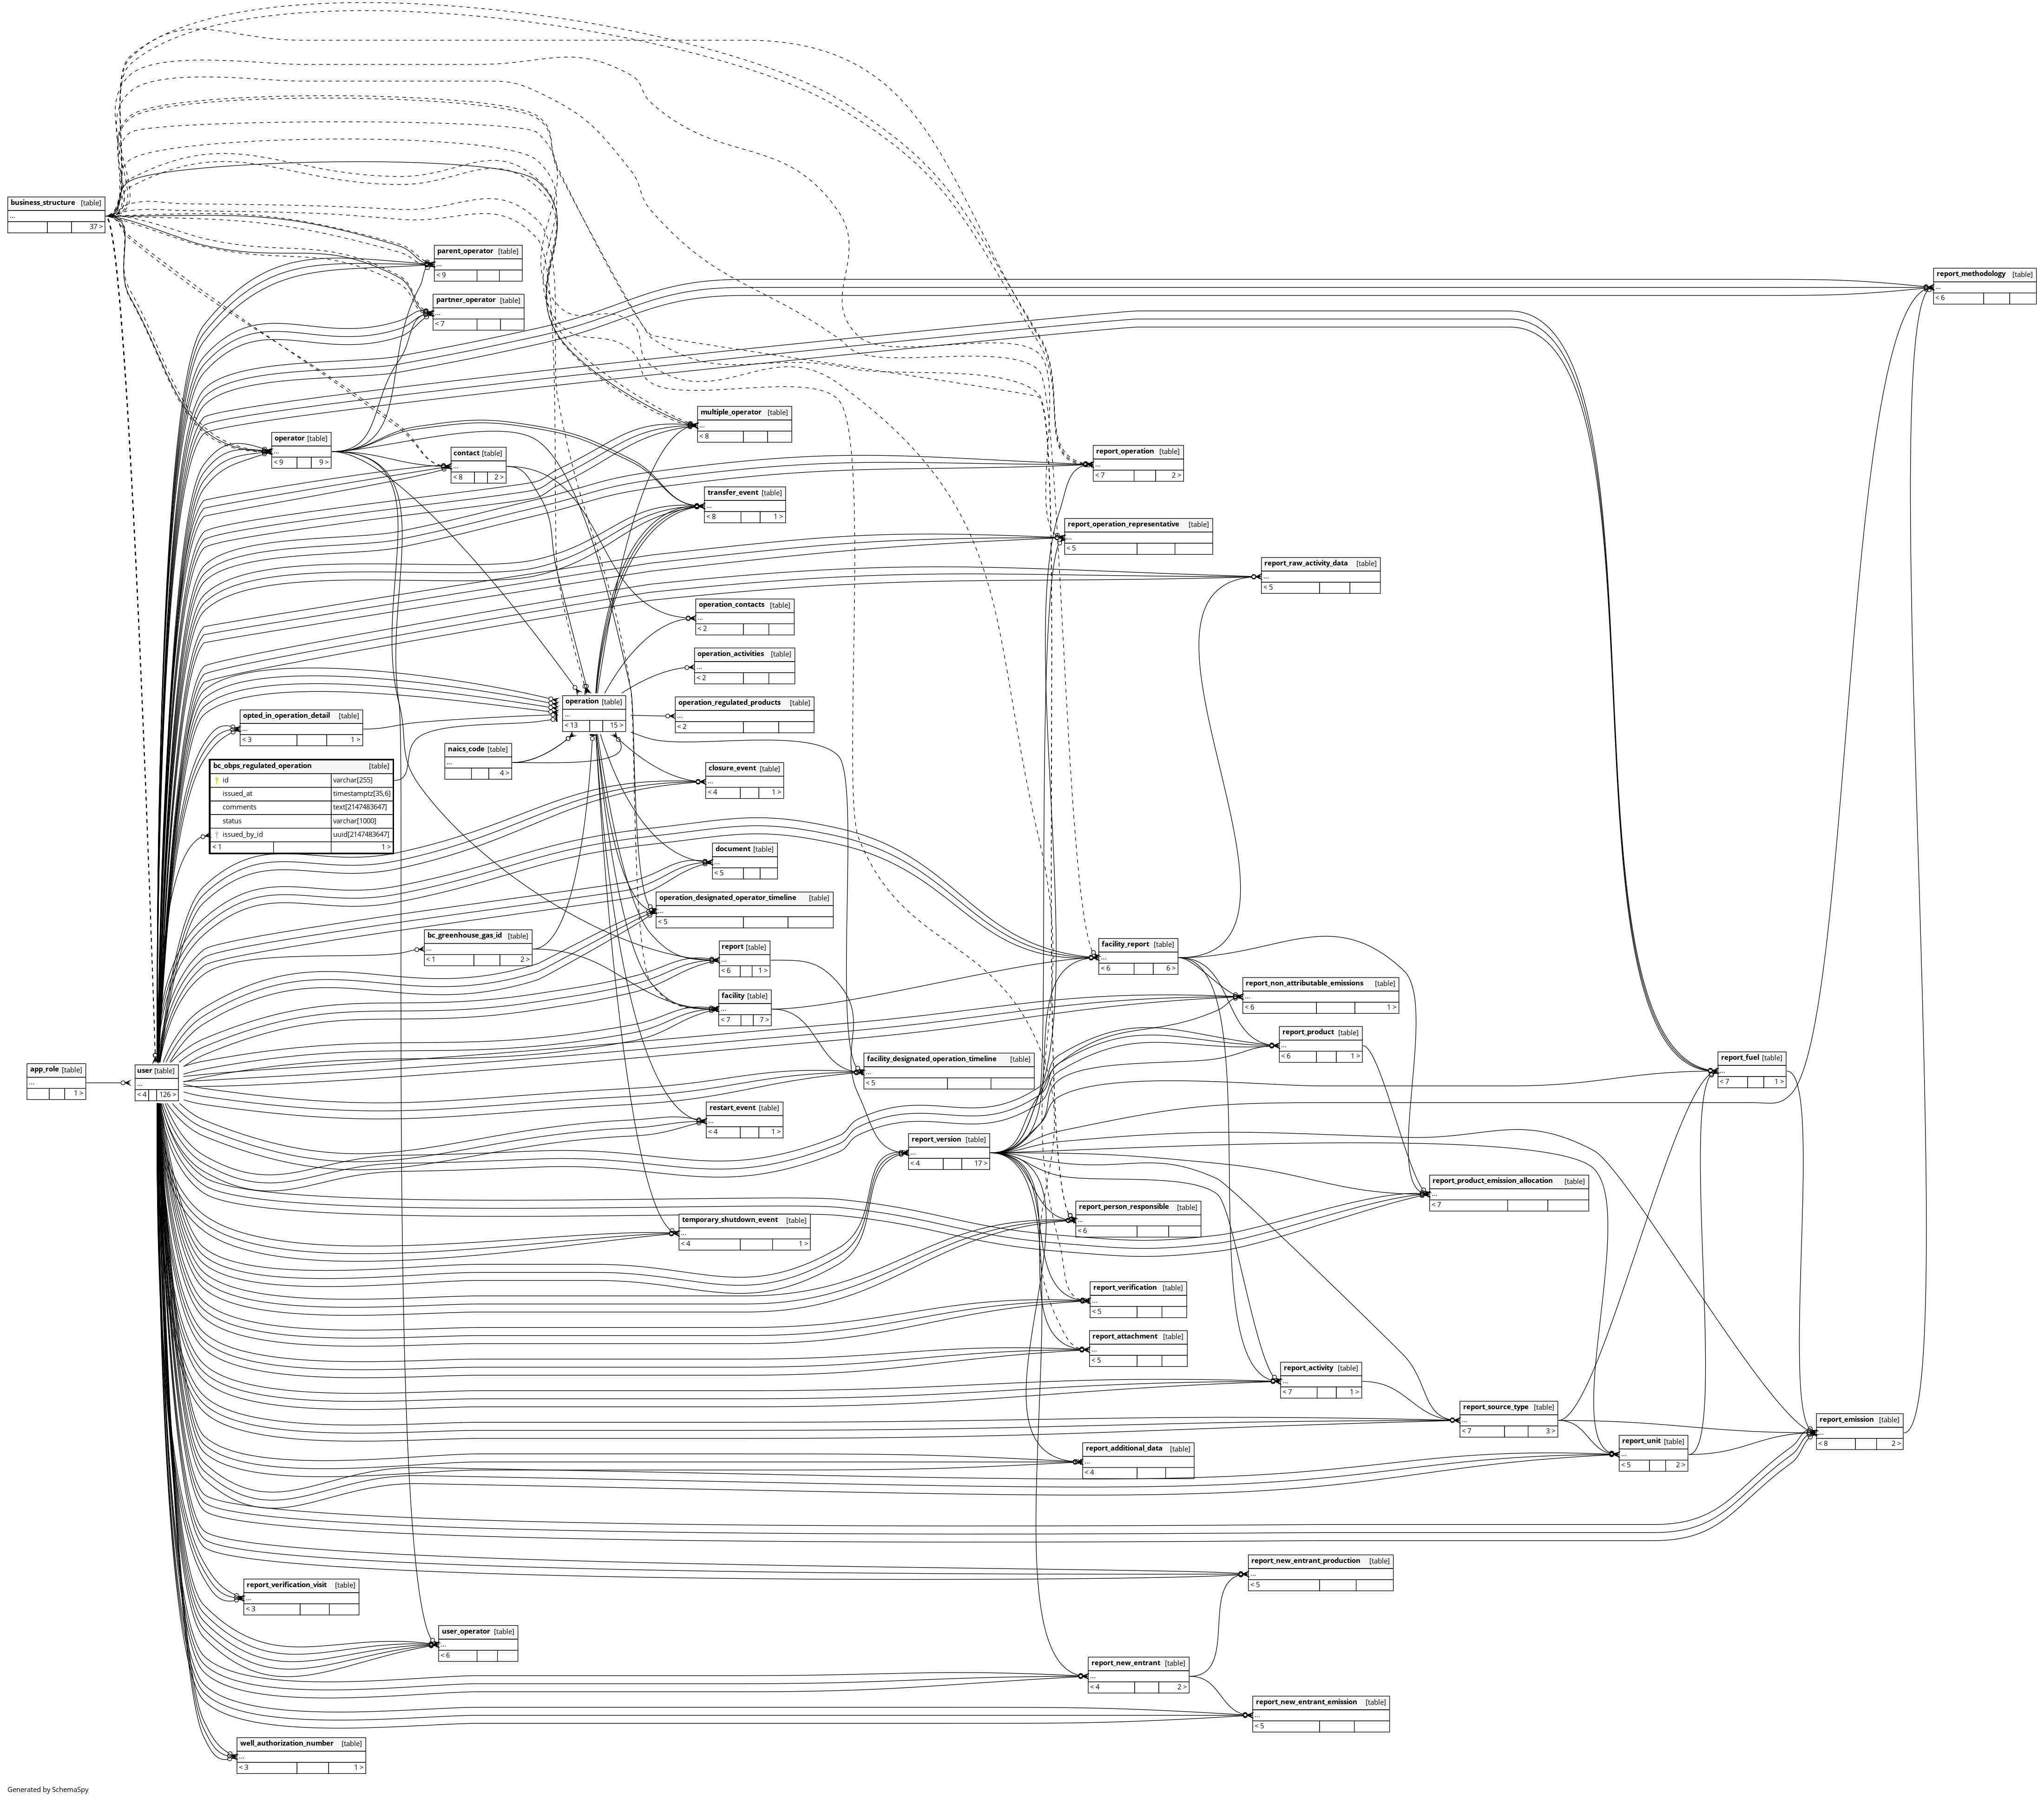 business_structure [table]
...
37 >
parent_operator [table]
...
< 9
partner_operator [table]
...
< 7
report_methodology [table]
...
< 6
multiple_operator [table]
...
< 8
operator [table]
...
< 9 9 >
contact [table]
...
< 8 2 >
report_operation [table]
...
< 7 2 >
transfer_event [table]
...
< 8 1 >
report_operation_representative [table]
...
< 5
report_raw_activity_data [table]
...
< 5
operation_contacts [table]
...
< 2
operation_activities [table]
...
< 2
operation [table]
...
< 13 15 >
operation_regulated_products [table]
...
< 2
opted_in_operation_detail [table]
...
< 3 1 >
naics_code [table]
...
4 >
bc_obps_regulated_operation [table]
id varchar[255]
issued_at timestamptz[35,6]
comments text[2147483647]
status varchar[1000]
issued_by_id uuid[2147483647]
< 1 1 >
closure_event [table]
...
< 4 1 >
document [table]
...
< 5
operation_designated_operator_timeline [table]
...
< 5
bc_greenhouse_gas_id [table]
...
< 1 2 >
report [table]
...
< 6 1 >
facility_report [table]
...
< 6 6 >
report_non_attributable_emissions [table]
...
< 6 1 >
facility [table]
...
< 7 7 >
report_product [table]
...
< 6 1 >
facility_designated_operation_timeline [table]
...
< 5
report_fuel [table]
...
< 7 1 >
app_role [table]
...
1 >
user [table]
...
< 4 126 >
restart_event [table]
...
< 4 1 >
report_version [table]
...
< 4 17 >
report_product_emission_allocation [table]
...
< 7
report_person_responsible [table]
...
< 6
temporary_shutdown_event [table]
...
< 4 1 >
report_verification [table]
...
< 5
report_attachment [table]
...
< 5
report_activity [table]
...
< 7 1 >
report_source_type [table]
...
< 7 3 >
report_emission [table]
...
< 8 2 >
report_unit [table]
...
< 5 2 >
report_additional_data [table]
...
< 4
report_new_entrant_production [table]
...
< 5
report_verification_visit [table]
...
< 3
user_operator [table]
...
< 6
report_new_entrant [table]
...
< 4 2 >
report_new_entrant_emission [table]
...
< 5
well_authorization_number [table]
...
< 3 1 >
Generated by SchemaSpy